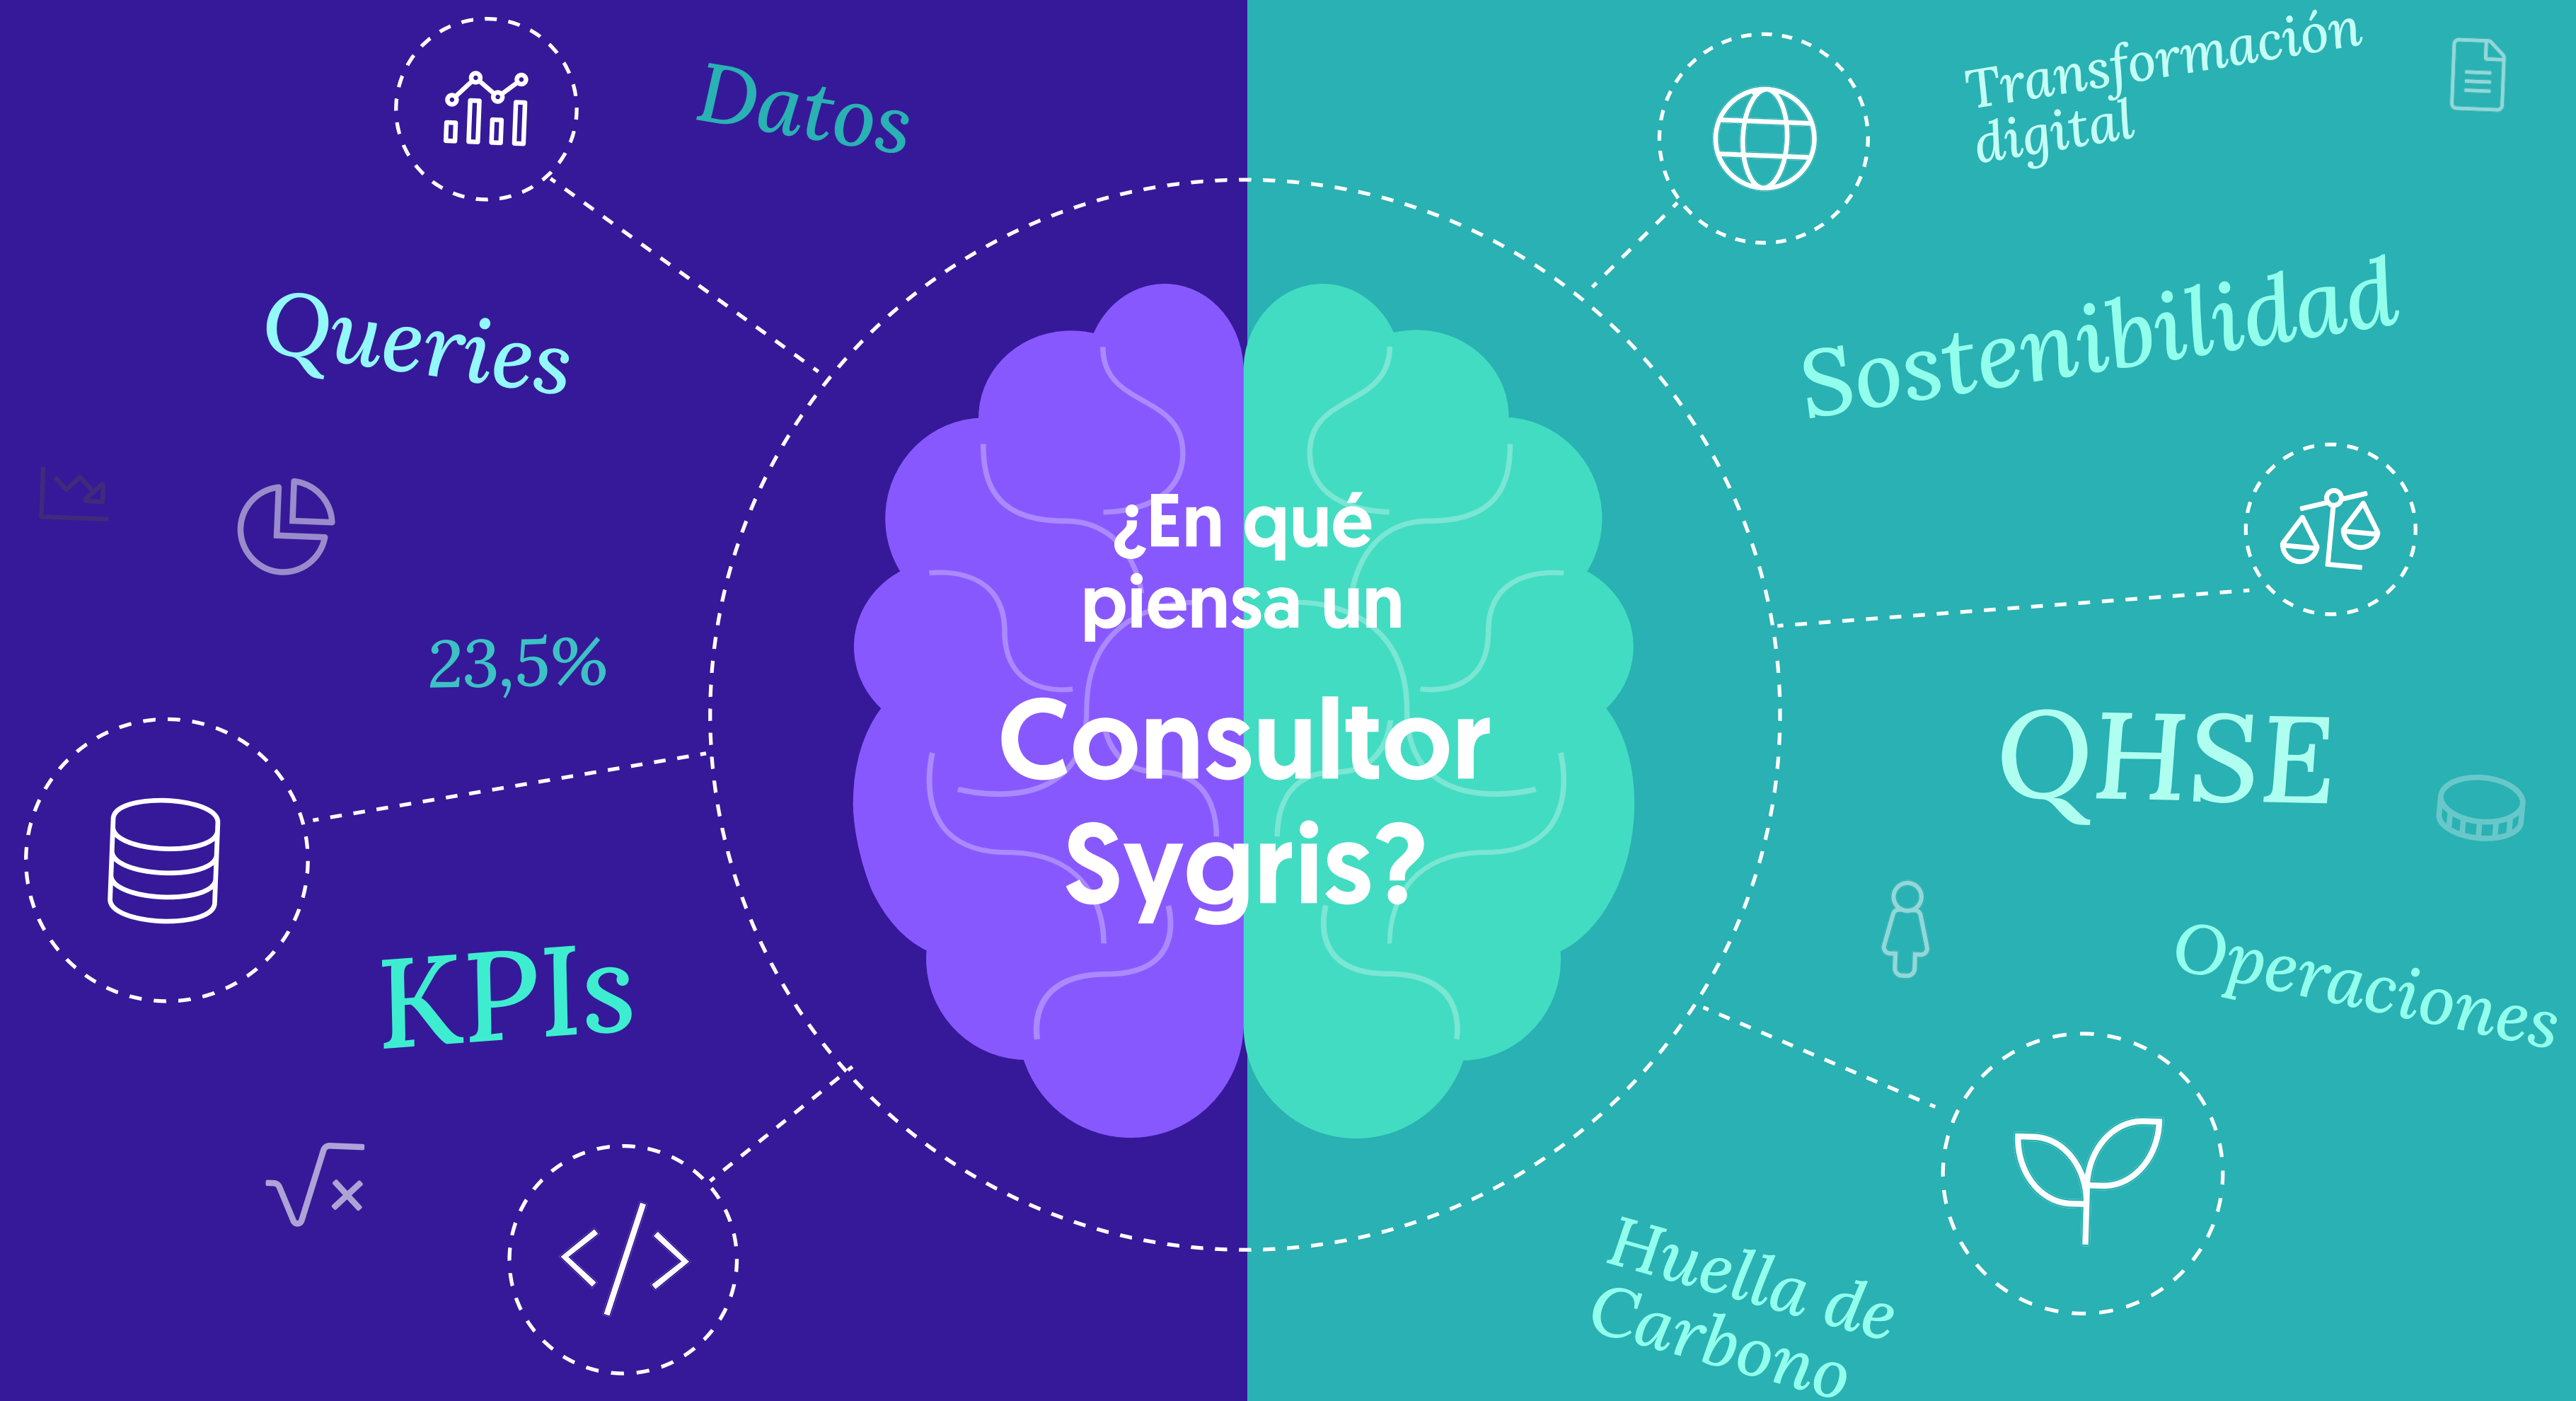 Datos
Queries
23,5%
KPIs
¿En qué
piensa un
Consultor
Sygris?
Transformación
digital
Sostenibilidad
QHSE
Operaciones
Huella de
Carbono